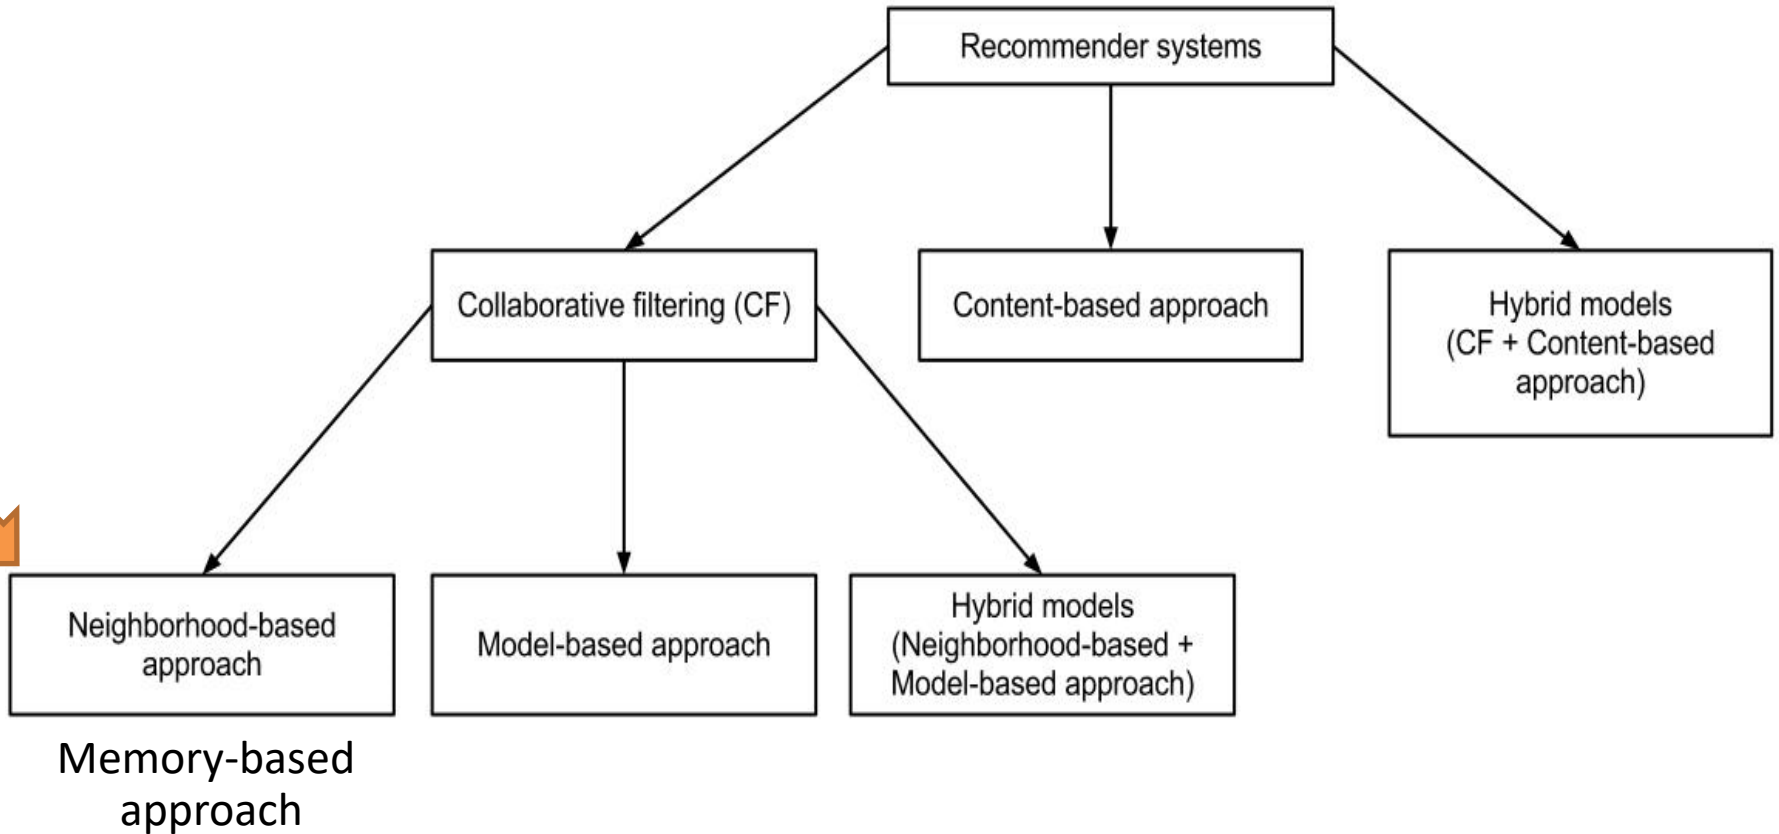 Recommender systems
Collaborative filtering (CF)
Content-based approach
Hybrid models
(CF + Content-based
approach)
Neighborhood-based
approach
Model-based approach
Hybrid models
(Neighborhood-based +
Model-based approach)
Memory-based
approach